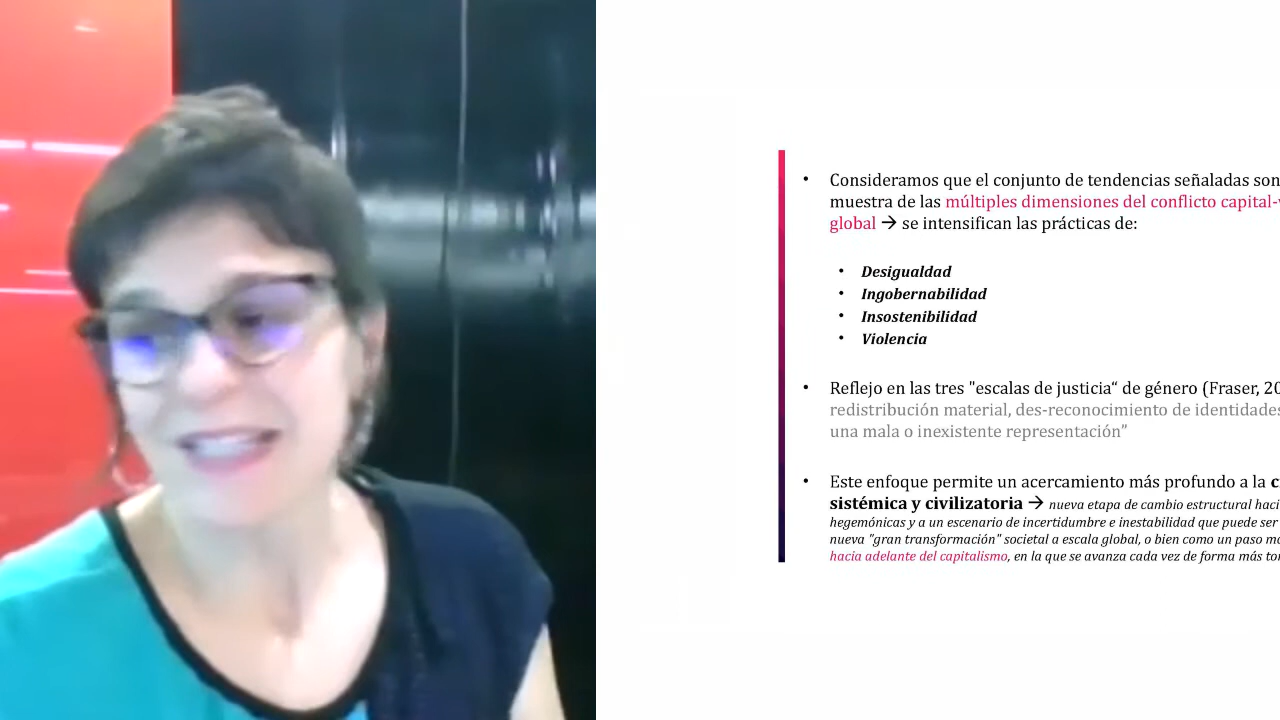 • Consideramos que el conjunto de tendencias señaladas son
muestra de las múltiples dimensiones del conflicto capital-
global → se intensifican las prácticas de:
• Desigualdad
• Ingobernabilidad
• Insostenibilidad
• Violencia
• Reflejo en las tres "escalas de justicia“ de género (Fraser, 20
redistribución material, des-reconocimiento de identidades
una mala o inexistente representación”
• Este enfoque permite un acercamiento más profundo a la
sistémica y civilizatoria → nueva etapa de cambio estructural haci
hegemónicas y a un escenario de incertidumbre e inestabilidad que puede ser
nueva "gran transformación" societal a escala global, o bien como un paso
hacia adelante del capitalismo, en la que se avanza cada vez de forma más